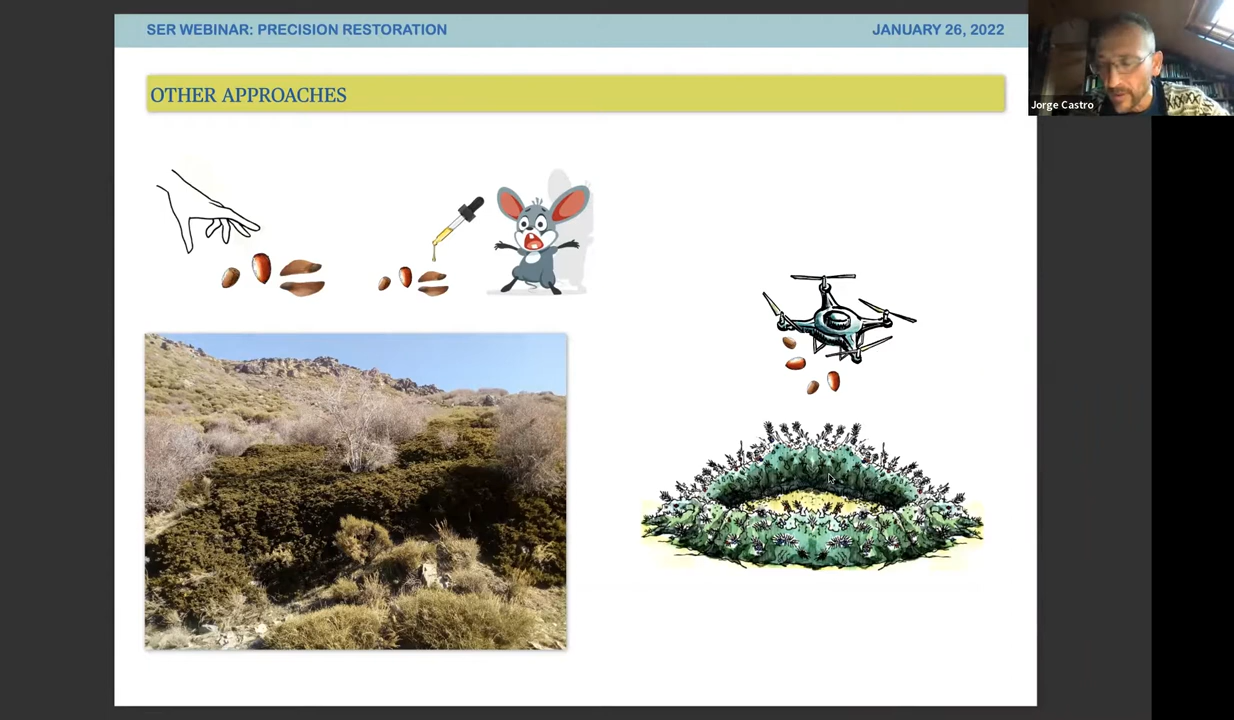 SER WEBINAR: PRECISION RESTORATION
JANUARY 26, 2022
OTHER APPROACHES
Jorge Castro